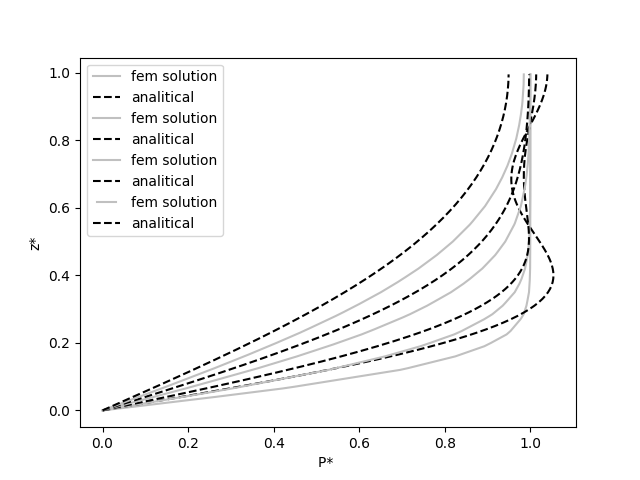 1.0
0.8
0.6
0.4
0.2
0.0
z*
fem solution
analitical
fem solution
analitical
fem solution
analitical
fem solution
analitical
0.0 0.2 0.4 0.6 0.8 1.0
P*